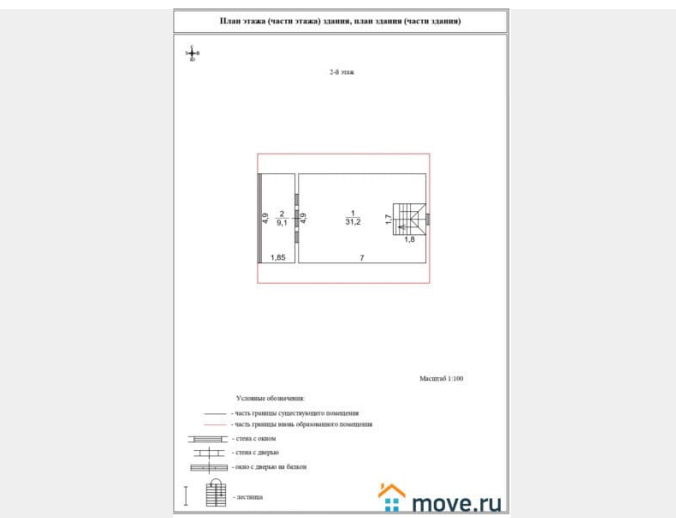 План этажа (части этажа) здания, план здания (части здания)
С
З В
Ю
2-й этаж
4,9
2
9,1
4,9
1
31,2
1,7
1,8
1,85
7
Масштаб 1:100
Условные обозначения:
- часть границы существующего помещения
- часть границы вновь образованного помещения
- стена с окном
- стена с дверью
- окно с дверью на балкон
- лестница
move.ru